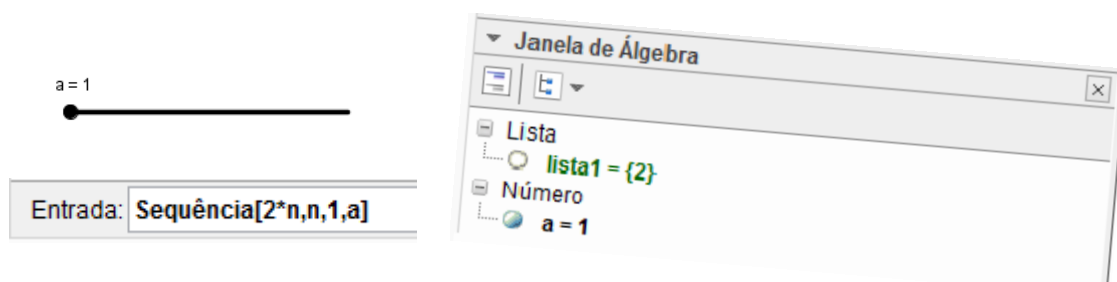 a = 1
Entrada: Sequência[2*n,n,1,a]
Janela de Álgebra
Lista
lista1 = {2}
Número
a = 1